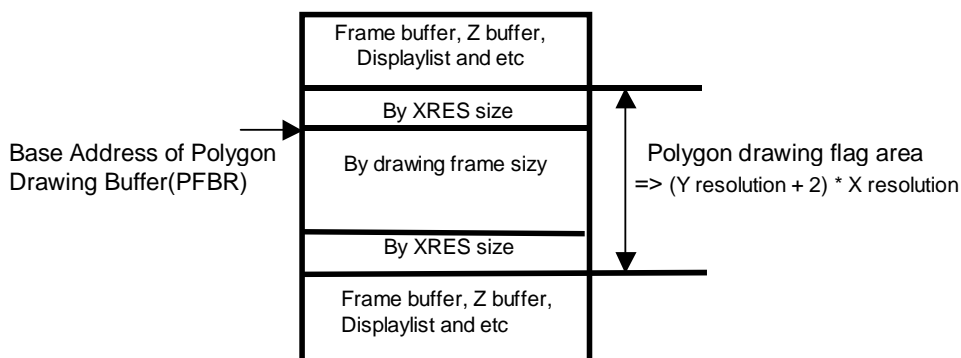 Frame buffer, Z buffer,
Displaylist and etc
By XRES size
Base Address of Polygon
Drawing Buffer(PFBR)
By drawing frame sizy
Polygon drawing flag area
=> (Y resolution + 2) * X resolution
By XRES size
Frame buffer, Z buffer,
Displaylist and etc